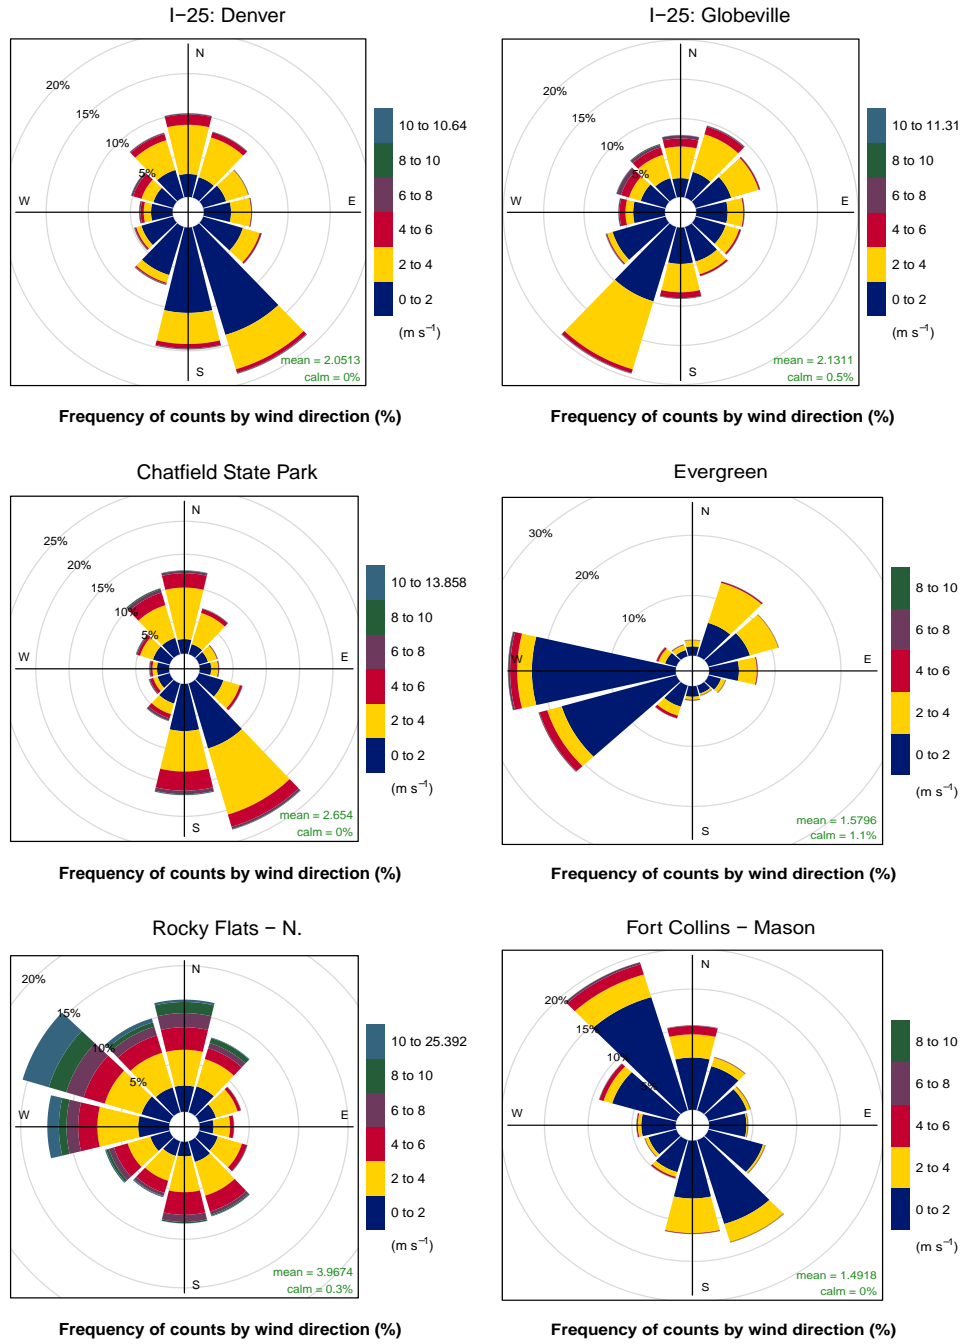 I−25: Denver
N
20%
15%
10%
5%
W
E
S
mean = 2.0513
calm = 0%
10 to 10.64
8 to 10
6 to 8
4 to 6
2 to 4
0 to 2
(m s−1)
Frequency of counts by wind direction (%)
I−25: Globeville
N
20%
15%
10%
5%
W
E
S
mean = 2.1311
calm = 0.5%
10 to 11.31
8 to 10
6 to 8
4 to 6
2 to 4
0 to 2
(m s−1)
Frequency of counts by wind direction (%)
Chatfield State Park
N
25%
20%
15%
10%
5%
W
E
S
mean = 2.654
calm = 0%
10 to 13.858
8 to 10
6 to 8
4 to 6
2 to 4
0 to 2
(m s−1)
Frequency of counts by wind direction (%)
Evergreen
N
30%
20%
10%
W
E
S
mean = 1.5796
calm = 1.1%
8 to 10
6 to 8
4 to 6
2 to 4
0 to 2
(m s−1)
Frequency of counts by wind direction (%)
Rocky Flats − N.
N
20%
15%
10%
5%
W
E
S
mean = 3.9674
calm = 0.3%
10 to 25.392
8 to 10
6 to 8
4 to 6
2 to 4
0 to 2
(m s−1)
Frequency of counts by wind direction (%)
Fort Collins − Mason
N
20%
15%
10%
5%
W
E
S
mean = 1.4918
calm = 0%
8 to 10
6 to 8
4 to 6
2 to 4
0 to 2
(m s−1)
Frequency of counts by wind direction (%)